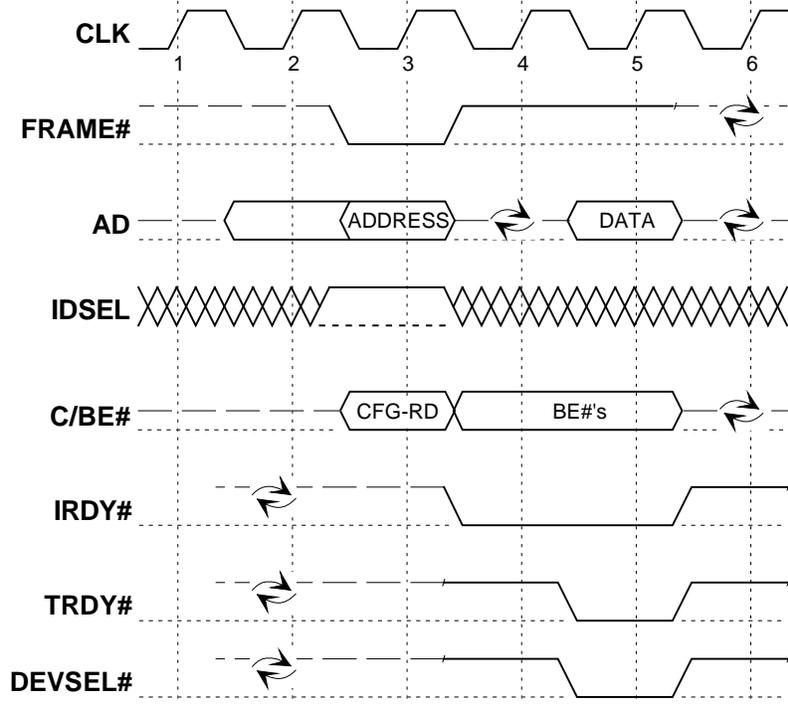 CLK
1 2 3 4 5 6
FRAME#
AD ADDRESS DATA
IDSEL
C/BE# CFG-RD BE#'s
IRDY#
TRDY#
DEVSEL#